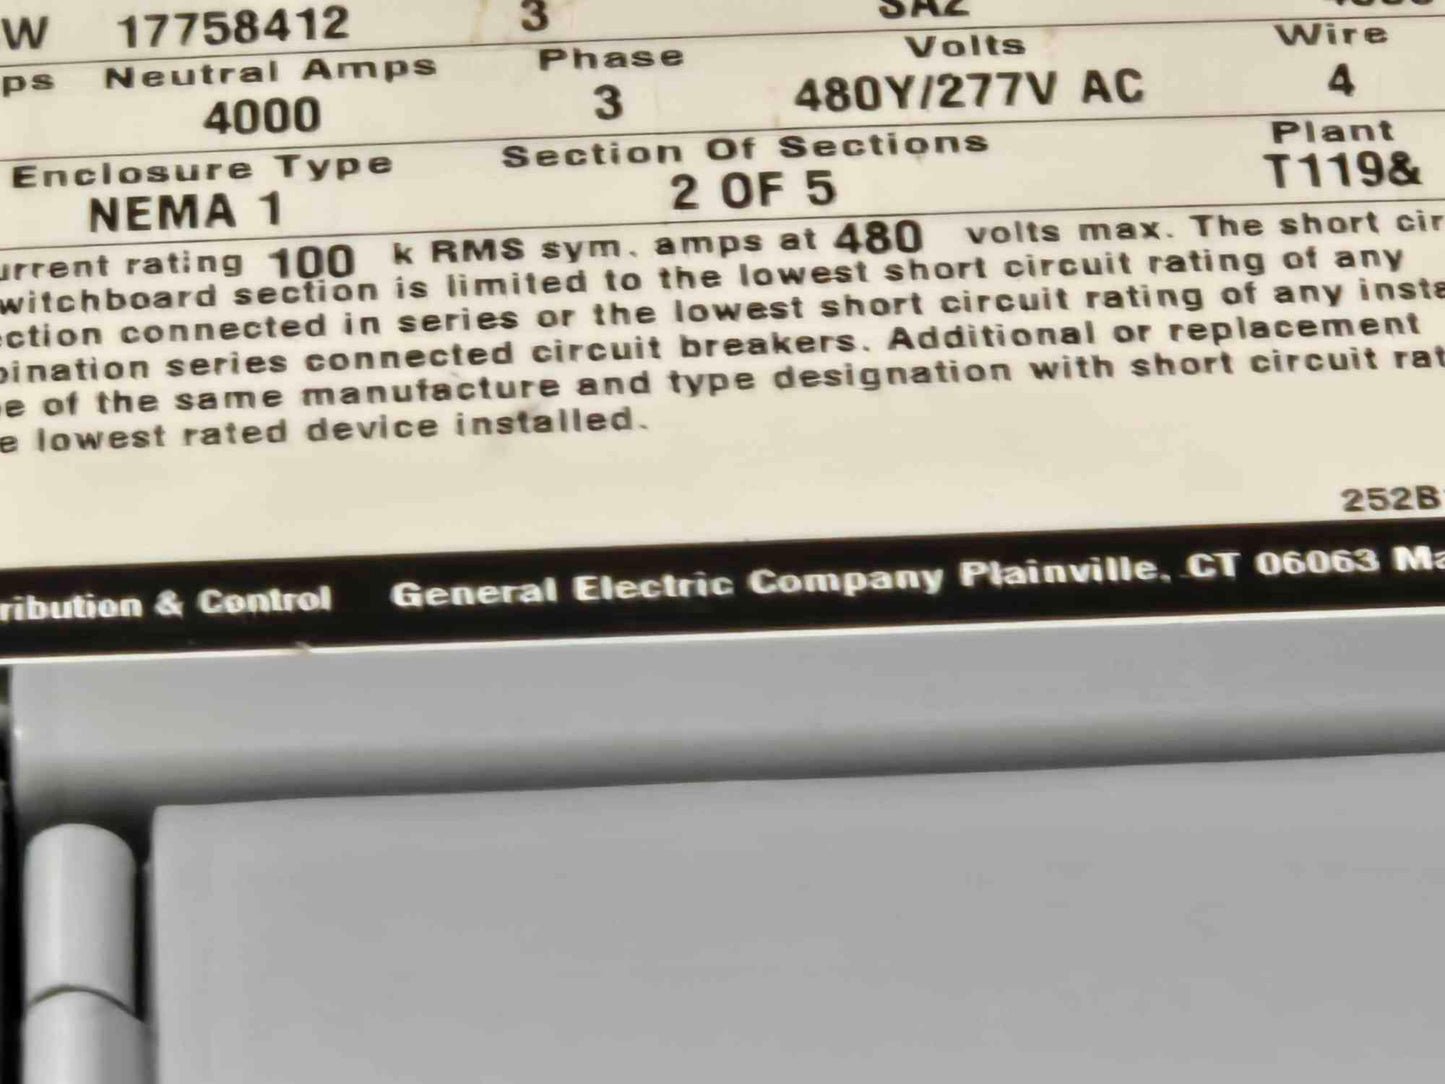 W 17758412 3 SA2
ps Neutral Amps Phase Volts Wire
4000 3 480Y/277V AC 4
Enclosure Type Section Of Sections Plant
NEMA 1 2 OF 5 T119&
urrent rating 100 k RMS sym. amps at 480 volts max. The short cir
witchboard section is limited to the lowest short circuit rating of any
ction connected in series or the lowest short circuit rating of any insta
bination series connected circuit breakers. Additional or replacement
e of the same manufacture and type designation with short circuit rat
e lowest rated device installed.
252B
ribution & Control General Electric Company Plainville, CT 06063 Ma